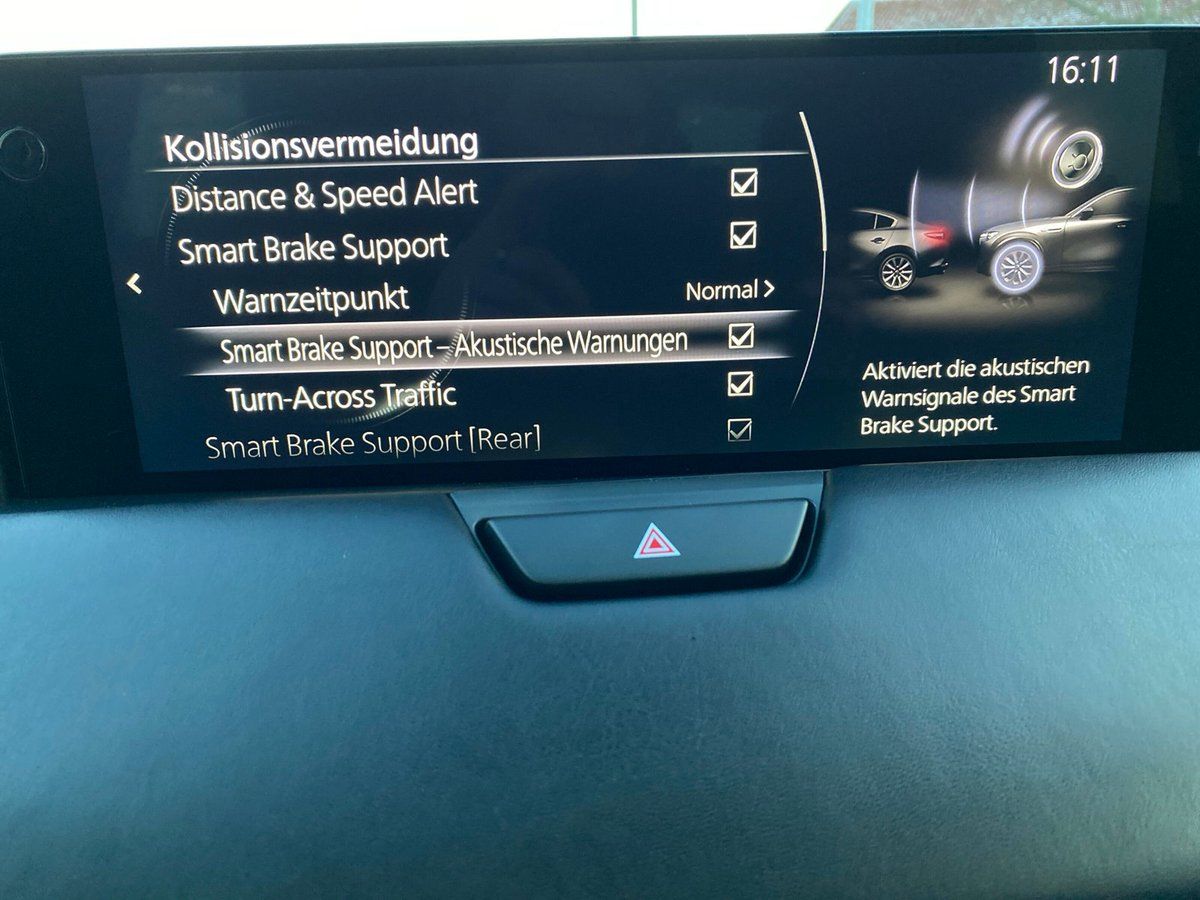 16:11
Kollisionsvermeidung
Distance & Speed Alert
Smart Brake Support
Warnzeitpunkt Normal >
Smart Brake Support – Akustische Warnungen
Turn-Across Traffic
Smart Brake Support [Rear]
Aktiviert die akustischen
Warnsignale des Smart
Brake Support.